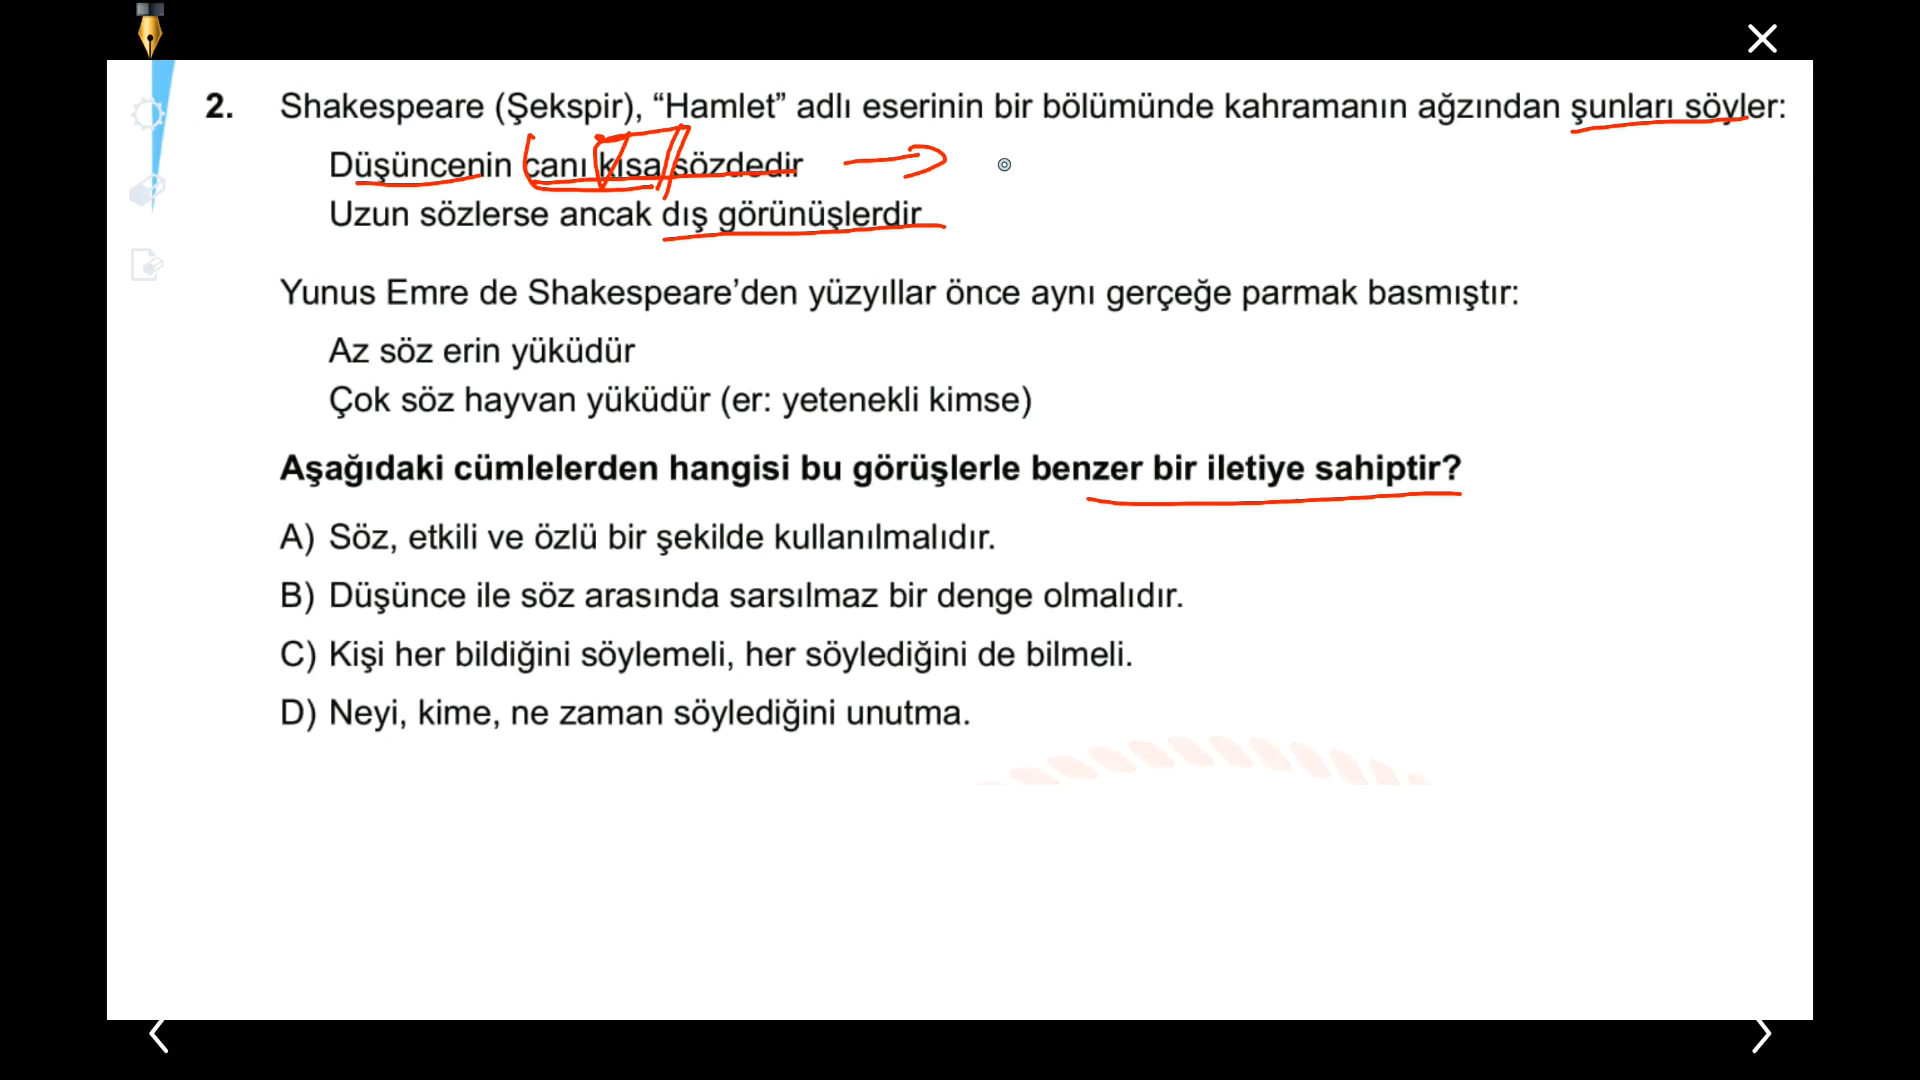 2. Shakespeare (Şekspir), “Hamlet” adlı eserinin bir bölümünde kahramanın ağzından şunları söyler:
Düşüncenin canı kısa sözdedir
Uzun sözlerse ancak dış görünüşlerdir
Yunus Emre de Shakespeare’den yüzyıllar önce aynı gerçeğe parmak basmıştır:
Az söz erin yüküdür
Çok söz hayvan yüküdür (er: yetenekli kimse)
Aşağıdaki cümlelerden hangisi bu görüşlerle benzer bir iletiye sahiptir?
A) Söz, etkili ve özlü bir şekilde kullanılmalıdır.
B) Düşünce ile söz arasında sarsılmaz bir denge olmalıdır.
C) Kişi her bildiğini söylemeli, her söylediğini de bilmeli.
D) Neyi, kime, ne zaman söylediğini unutma.